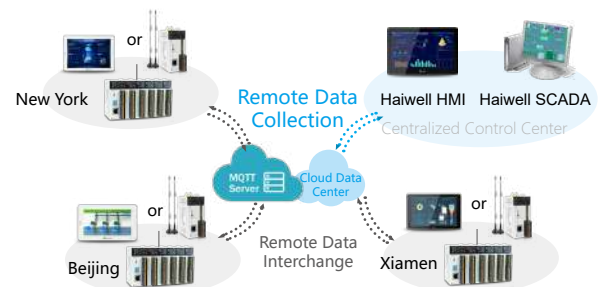 or
New York
Remote Data
Collection
Haiwell HMI
Haiwell SCADA
Centralized Control Center
MQTT
Server
Cloud Data
Center
or
Beijing
Remote Data
Interchange
or
Xiamen